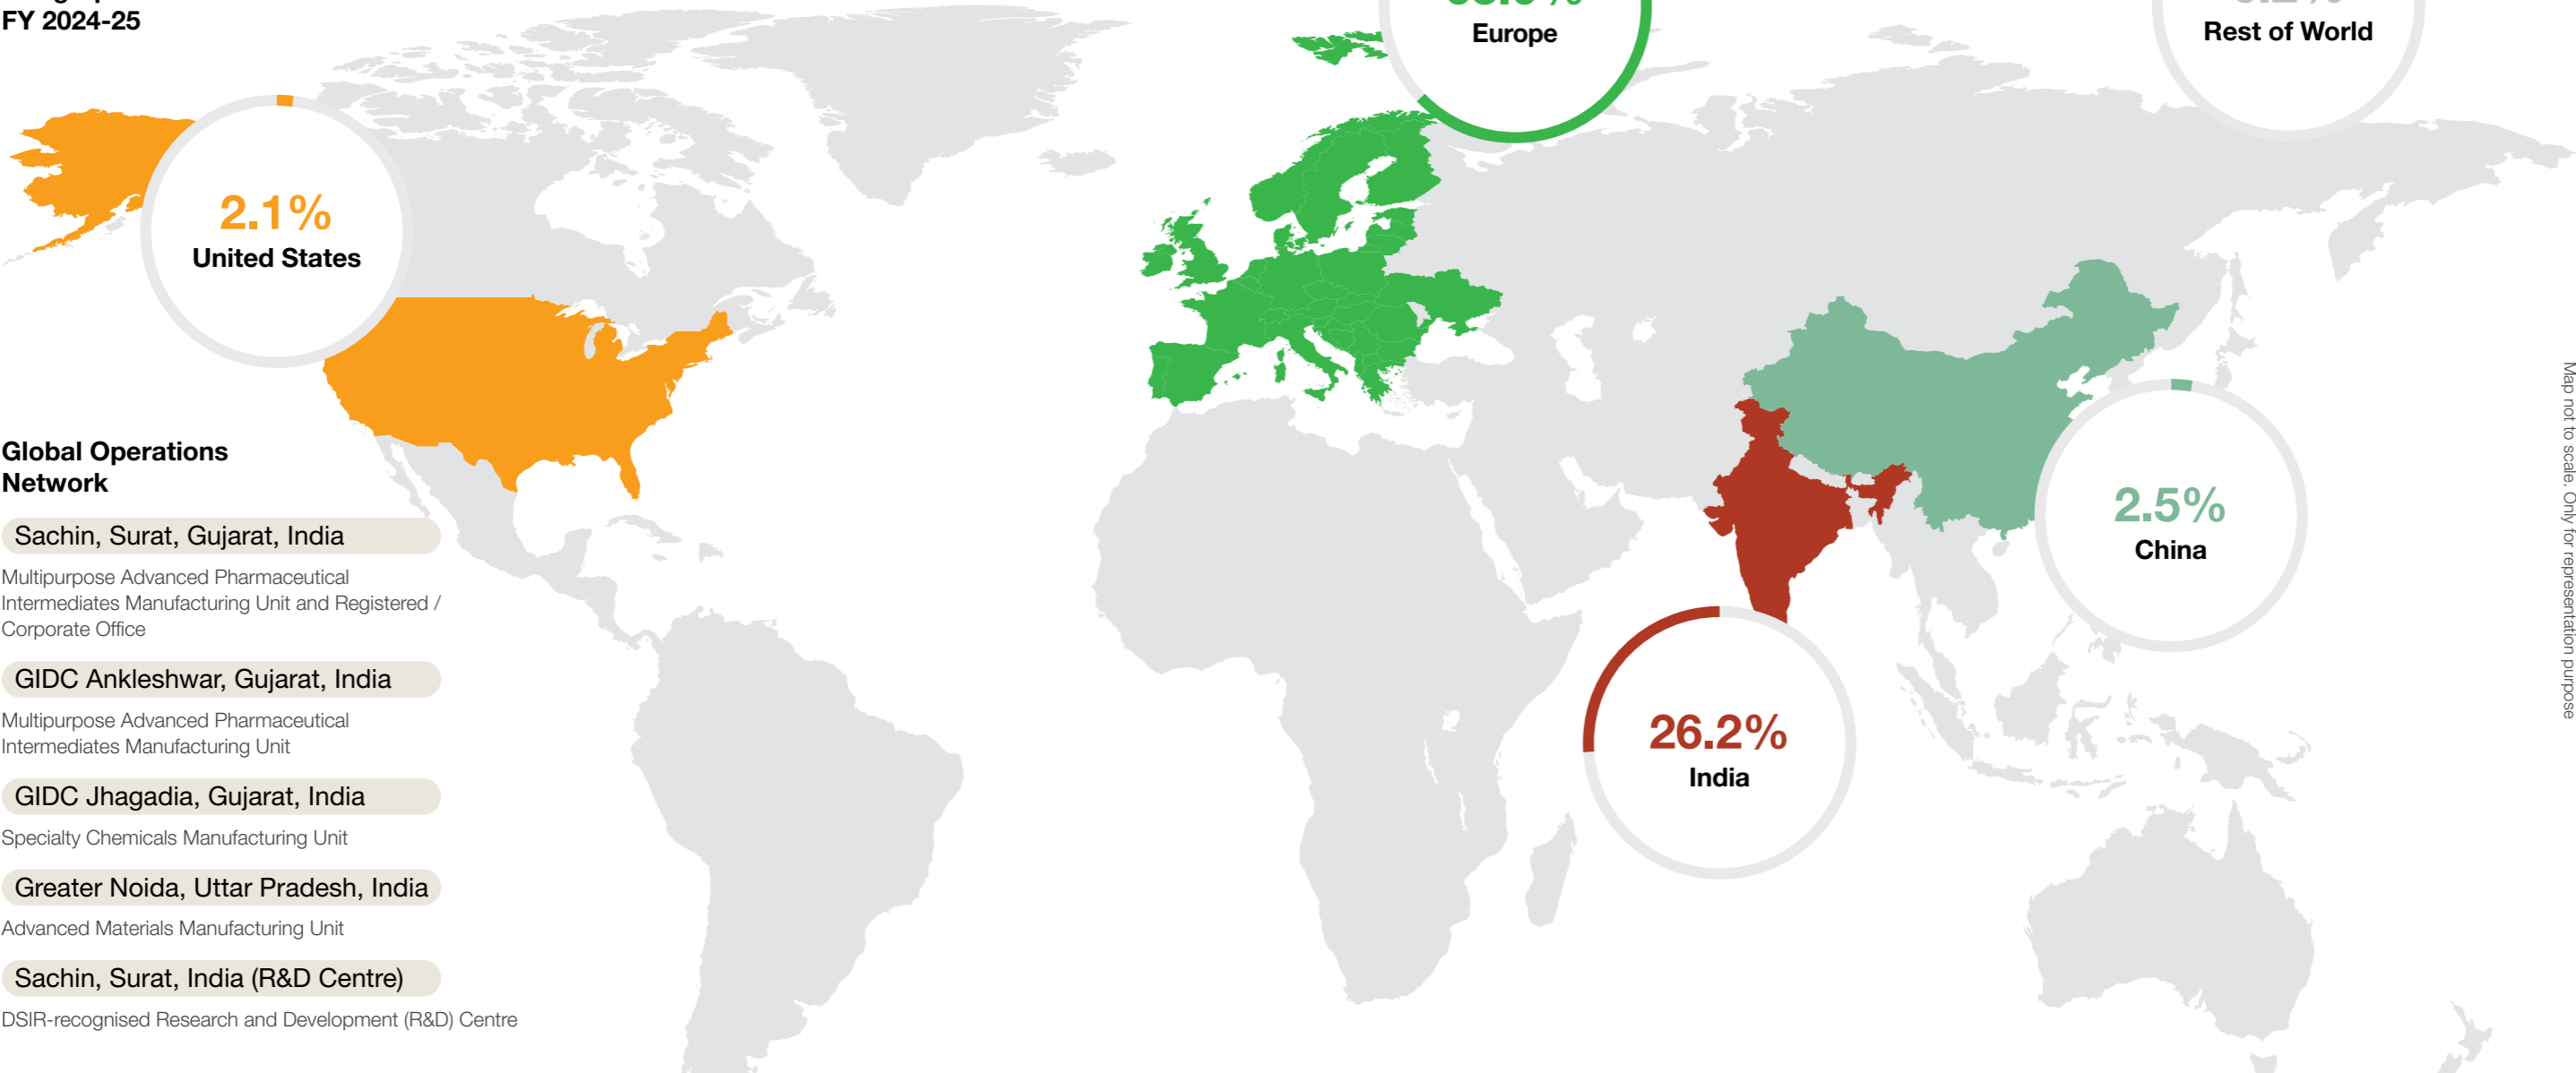 FY 2024-25
Europe
Rest of World
2.1%
United States
Global Operations
Network
Sachin, Surat, Gujarat, India
Multipurpose Advanced Pharmaceutical
Intermediates Manufacturing Unit and Registered /
Corporate Office
GIDC Ankleshwar, Gujarat, India
Multipurpose Advanced Pharmaceutical
Intermediates Manufacturing Unit
GIDC Jhagadia, Gujarat, India
Specialty Chemicals Manufacturing Unit
Greater Noida, Uttar Pradesh, India
Advanced Materials Manufacturing Unit
Sachin, Surat, India (R&D Centre)
DSIR-recognised Research and Development (R&D) Centre
2.5%
China
26.2%
India
Map not to scale. Only for representation purpose